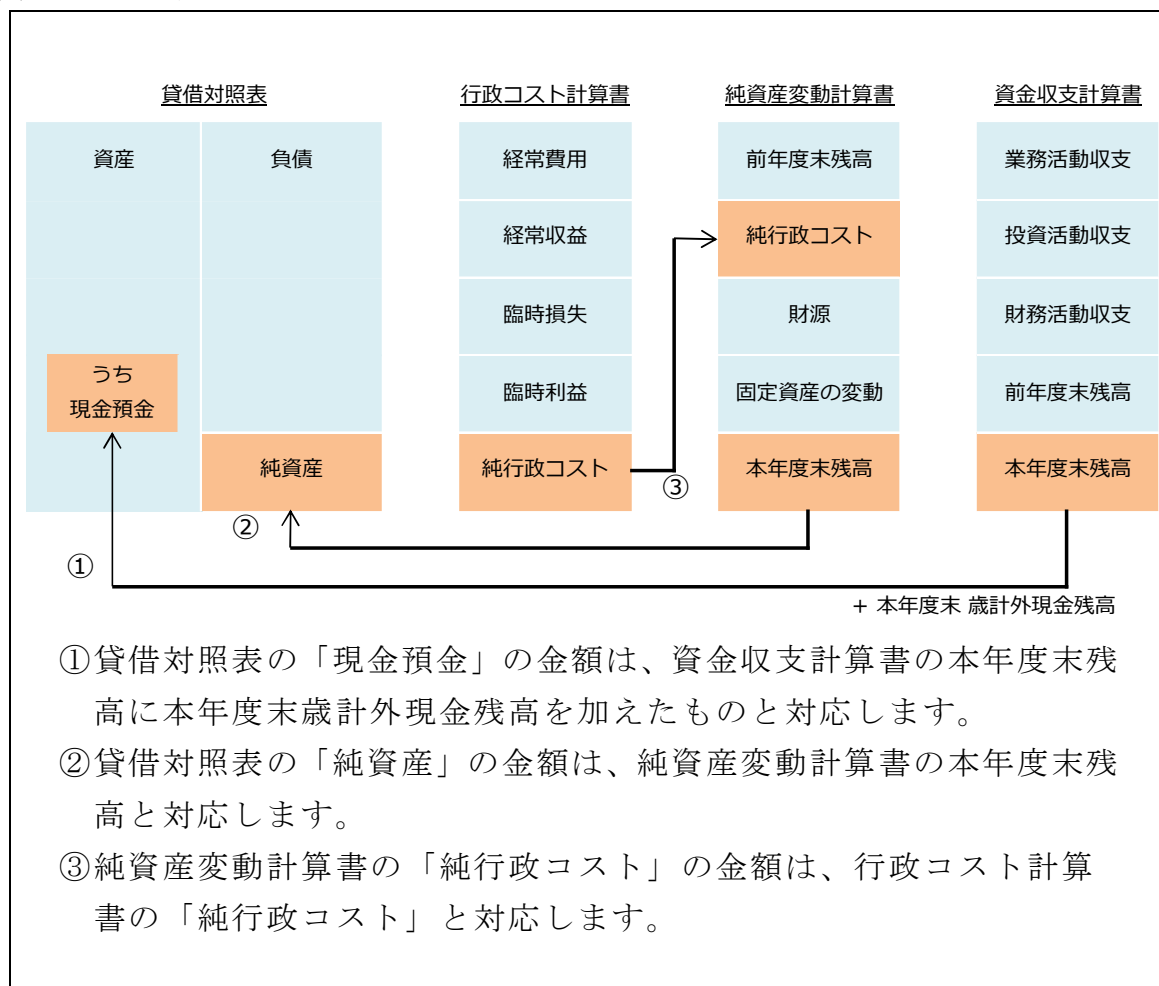 貸借対照表 行政コスト計算書 純資産変動計算書 資金収支計算書
資産 負債 経常費用 前年度末残高 業務活動収支
経常収益 純行政コスト 投資活動収支
臨時損失 財源 財務活動収支
うち
現金預金
臨時利益 固定資産の変動 前年度末残高
純資産 純行政コスト 本年度末残高 本年度末残高
③
②
①
+ 本年度末 歳計外現金残高
①貸借対照表の「現金預金」の金額は、資金収支計算書の本年度末残
高に本年度末歳計外現金残高を加えたものと対応します。
②貸借対照表の「純資産」の金額は、純資産変動計算書の本年度末残
高と対応します。
③純資産変動計算書の「純行政コスト」の金額は、行政コスト計算
書の「純行政コスト」と対応します。